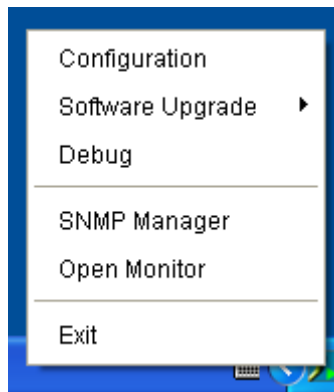 Configuration
Software Upgrade
Debug
SNMP Manager
Open Monitor
Exit